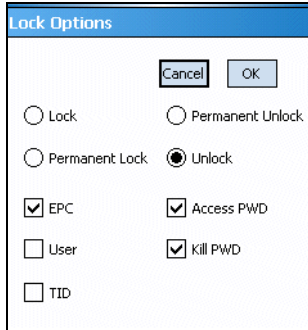 Lock Options
Cancel OK
Lock Permanent Unlock
Permanent Lock Unlock
EPC Access PWD
User Kill PWD
TID